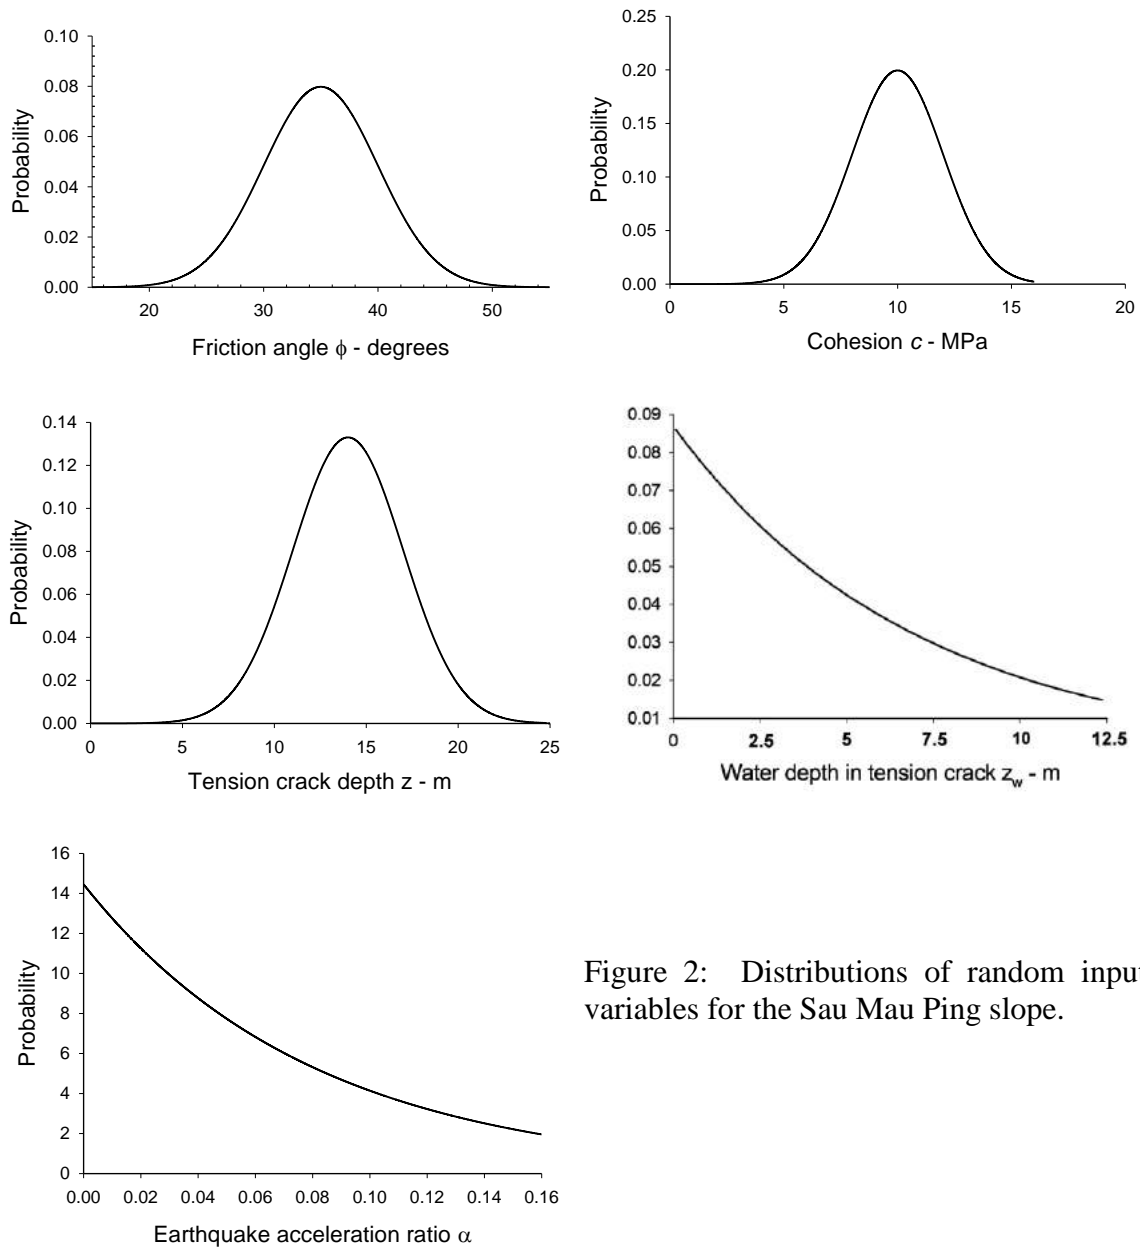 0.10
0.08
0.06
0.04
0.02
0.00
Probability
20 30 40 50
Friction angle ϕ - degrees
0.25
0.20
0.15
0.10
0.05
0.00
Probability
0 5 10 15 20
Cohesion c - MPa
0.14
0.12
0.10
0.08
0.06
0.04
0.02
0.00
Probability
0 5 10 15 20 25
Tension crack depth z - m
0.09
0.08
0.07
0.06
0.05
0.04
0.03
0.02
0.01
Probability
0 2.5 5 7.5 10 12.5
Water depth in tension crack zw - m
16
14
12
10
8
6
4
2
0
Probability
0.00 0.02 0.04 0.06 0.08 0.10 0.12 0.14 0.16
Earthquake acceleration ratio α
Figure 2: Distributions of random input
variables for the Sau Mau Ping slope.